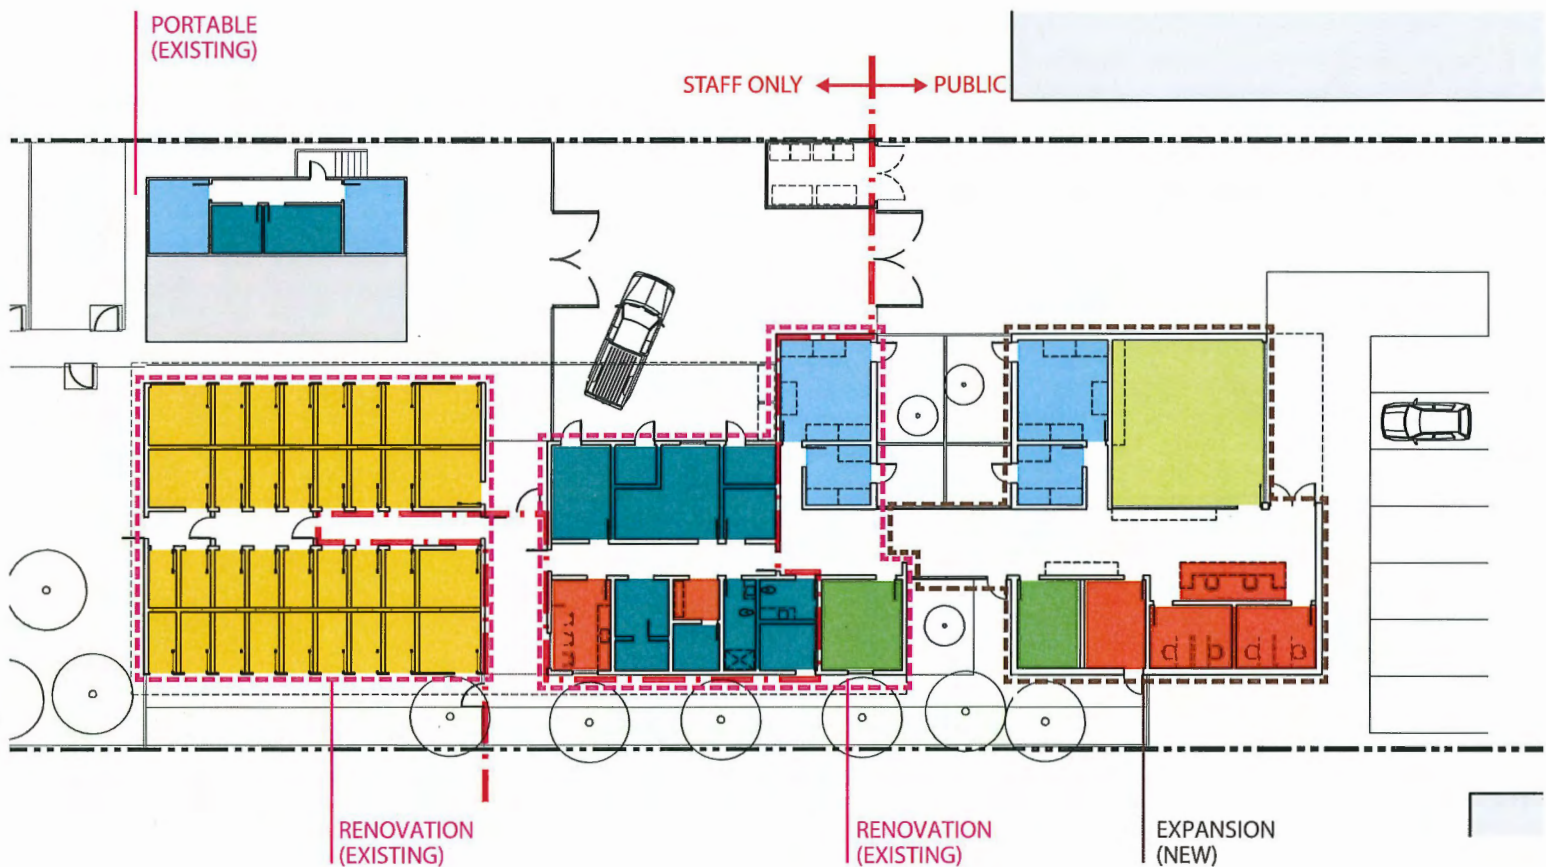 PORTABLE
(EXISTING)
STAFF ONLY
PUBLIC
RENOVATION
(EXISTING)
RENOVATION
(EXISTING)
EXPANSION
(NEW)